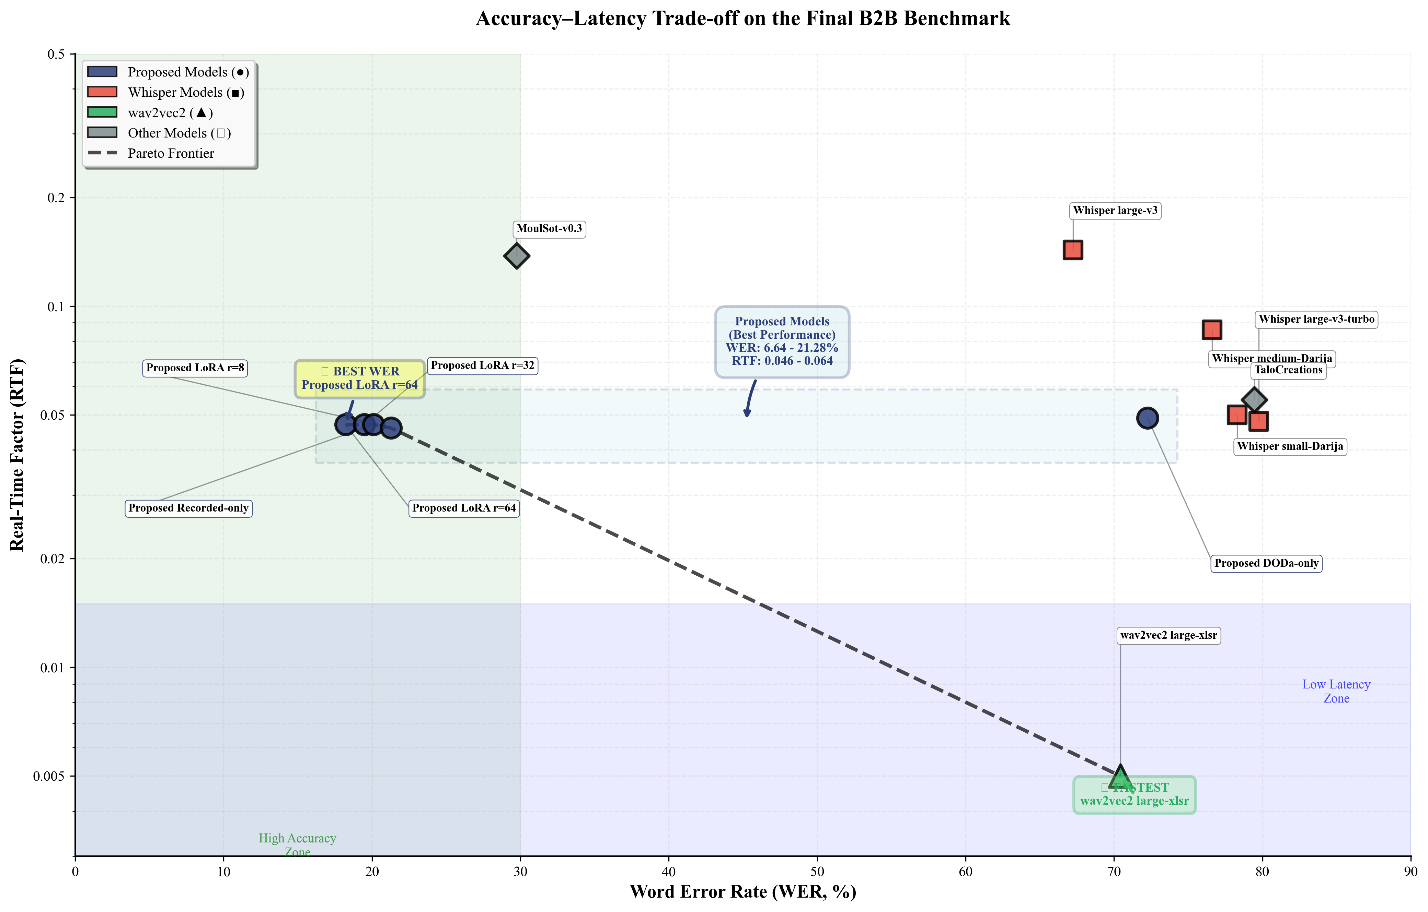 Accuracy–Latency Trade-off on the Final B2B Benchmark
Real-Time Factor (RTF)
0.5
0.2
0.1
0.05
0.02
0.01
0.005
Proposed Models (●)
Whisper Models (■)
wav2vec2 (▲)
Other Models (□)
Pareto Frontier
Whisper large-v3
MoulSot-v0.3
Proposed Models
(Best Performance)
WER: 6.64 - 21.28%
RTF: 0.046 - 0.064
Whisper large-v3-turbo
Whisper medium-Darija
TaloCreations
Proposed LoRA r=8
□ BEST WER
Proposed LoRA r=64
Proposed LoRA r=32
Whisper small-Darija
Proposed Recorded-only
Proposed LoRA r=64
Proposed DODa-only
wav2vec2 large-xlsr
Low Latency
Zone
□ FASTEST
wav2vec2 large-xlsr
High Accuracy
Zone
0 10 20 30 40 50 60 70 80 90
Word Error Rate (WER, %)